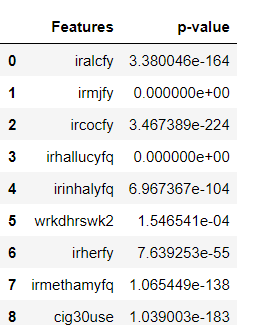 Features p-value
0 iralcfy 3.380046e-164
1 irmjfy 0.000000e+00
2 ircocfy 3.467389e-224
3 irhallucyfq 0.000000e+00
4 irinhalyfq 6.967367e-104
5 wrkdhrswk2 1.546541e-04
6 irherfy 7.639253e-55
7 irmethamyfq 1.065449e-138
8 cig30use 1.039003e-183